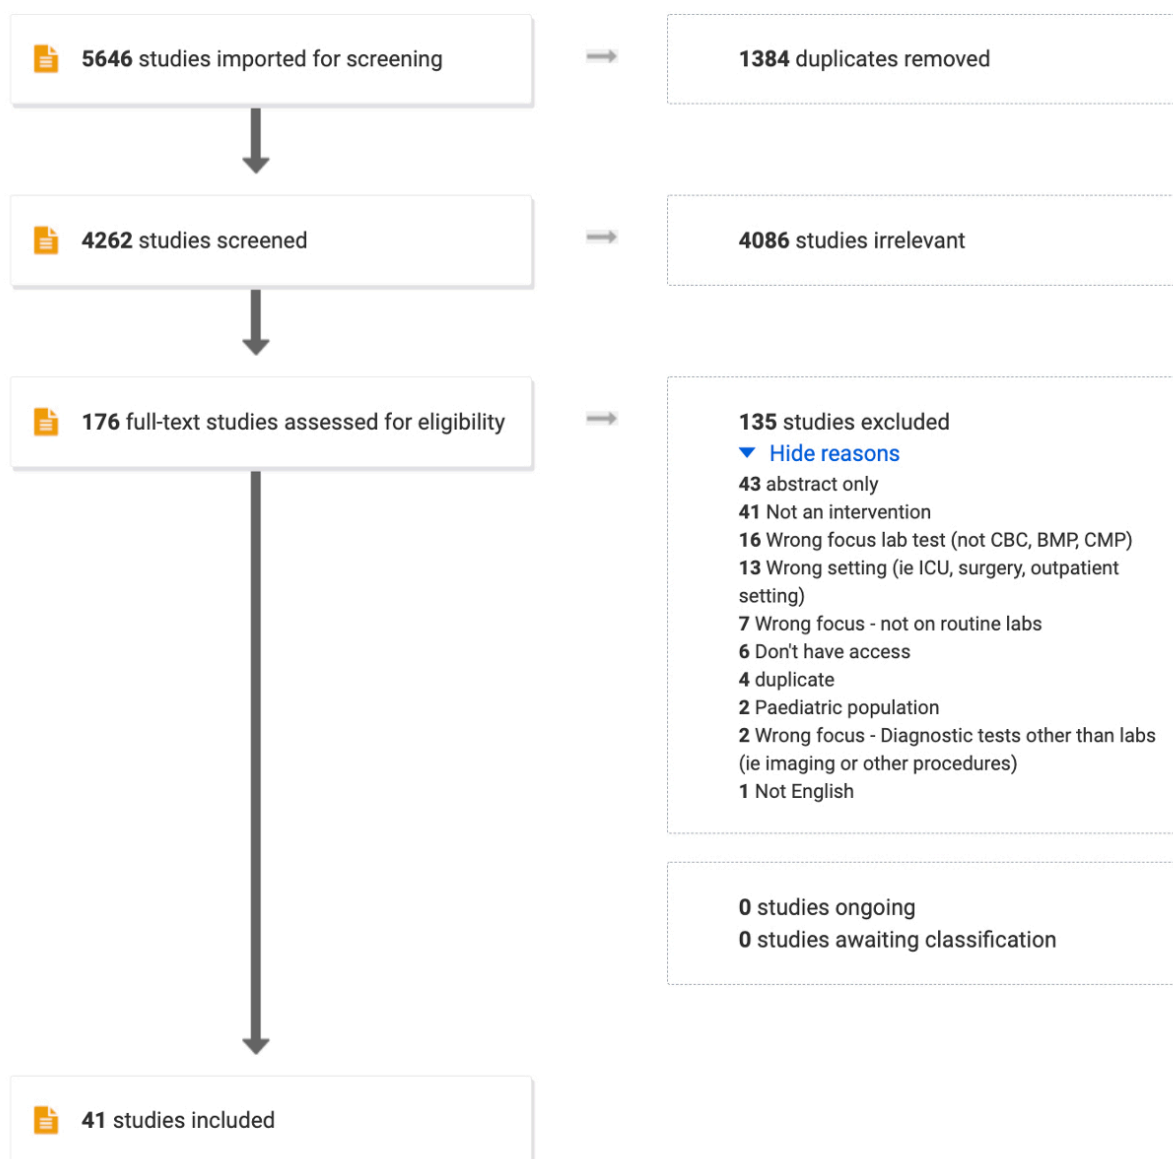 5646 studies imported for screening
1384 duplicates removed
4262 studies screened
4086 studies irrelevant
176 full-text studies assessed for eligibility
135 studies excluded
Hide reasons
43 abstract only
41 Not an intervention
16 Wrong focus lab test (not CBC, BMP, CMP)
13 Wrong setting (ie ICU, surgery, outpatient
setting)
7 Wrong focus - not on routine labs
6 Don't have access
4 duplicate
2 Paediatric population
2 Wrong focus - Diagnostic tests other than labs
(ie imaging or other procedures)
1 Not English
0 studies ongoing
0 studies awaiting classification
41 studies included